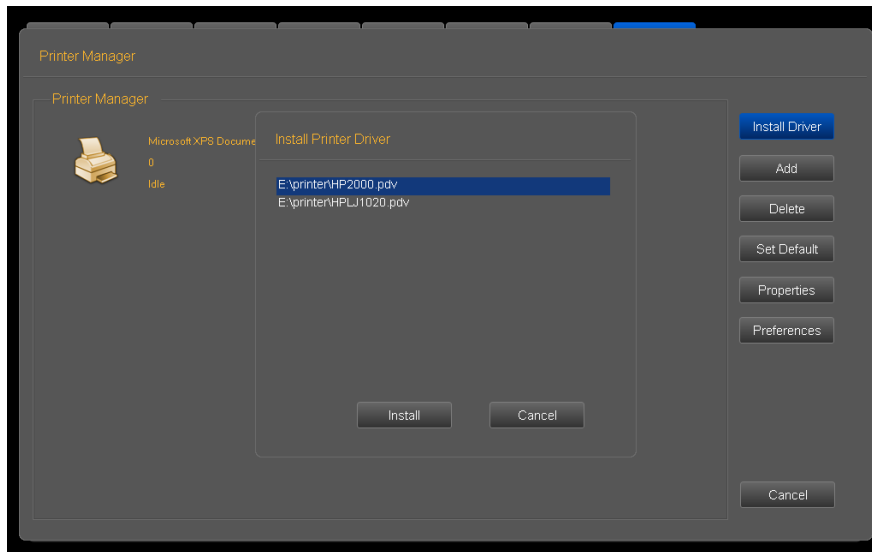 Printer Manager
Printer Manager
Microsoft XPS Docume
0
Idle
Install Printer Driver
E:\printer\HP2000.pdv
E:\printer\HPLJ1020.pdv
Install
Cancel
Install Driver
Add
Delete
Set Default
Properties
Preferences
Cancel